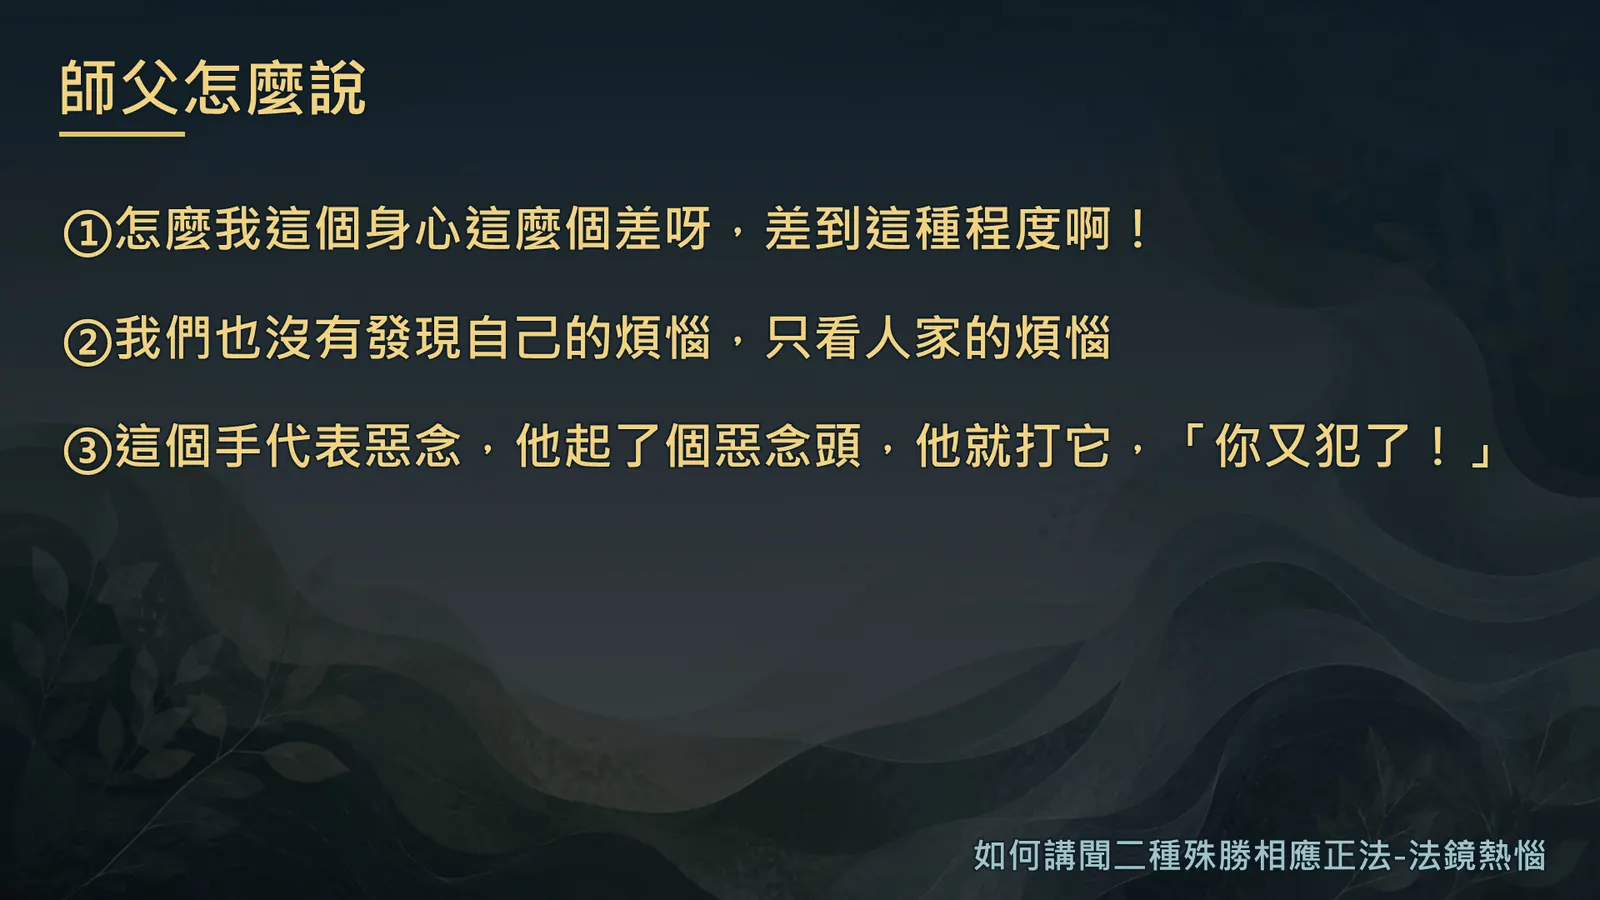 師父怎麼說
①怎麼我這個身心這麼個差呀，差到這種程度啊！
②我們也沒有發現自己的煩惱，只看人家的煩惱
③這個手代表惡念，他起了個惡念頭，他就打它，「你又犯了！」
如何講聞二種殊勝相應正法-法鏡熱惱